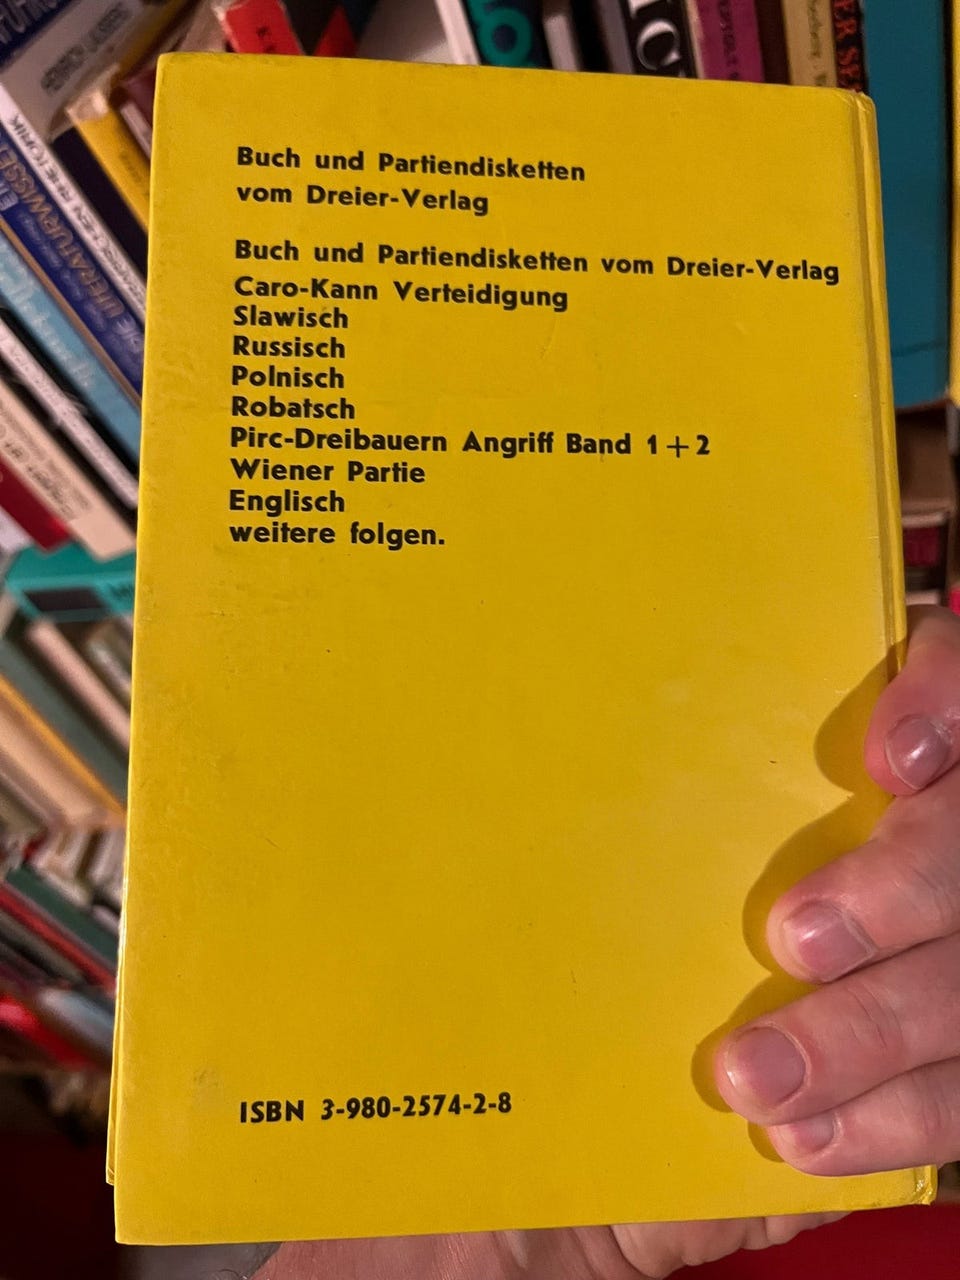 Buch und Partiendisketten
vom Dreier-Verlag
Buch und Partiendisketten vom Dreier-Verlag
Caro-Kann Verteidigung
Slawisch
Russisch
Polnisch
Robatsch
Pirc-Dreibauern Angriff Band 1+2
Wiener Partie
Englisch
weitere folgen.
ISBN 3-980-2574-2-8